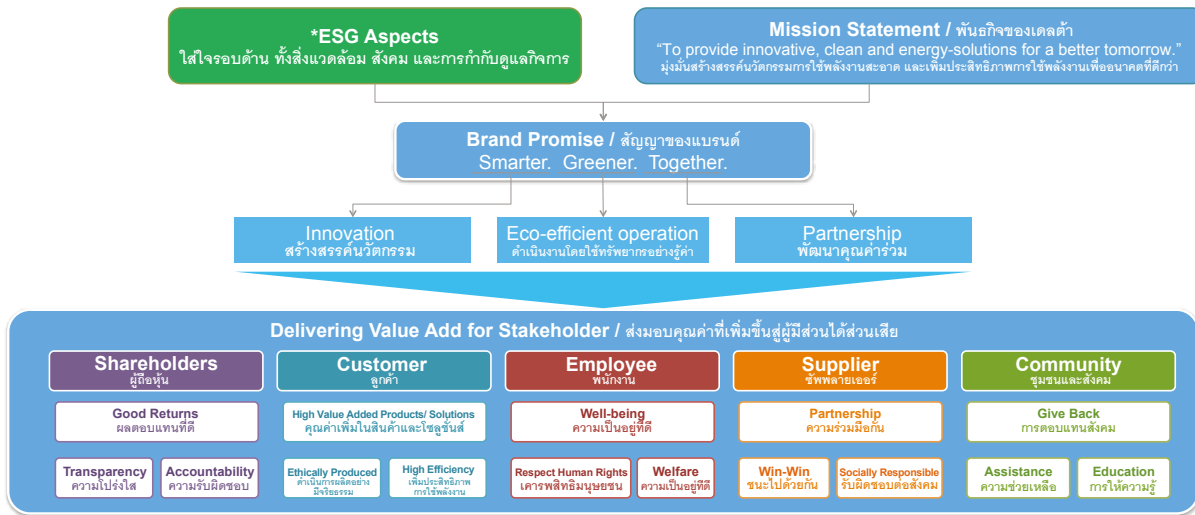 *ESG Aspects
ใส่ใจรอบด้าน ทั้งสิ่งแวดล้อม สังคม และการกำกับดูแลกิจการ
Mission Statement / พันธกิจของเดลต้า
“To provide innovative, clean and energy-solutions for a better tomorrow.”
มุ่งมั่นสร้างสรรค์นวัตกรรมการใช้พลังงานสะอาด และเพิ่มประสิทธิภาพการใช้พลังงานเพื่ออนาคตที่ดีกว่า
Brand Promise / สัญญาของแบรนด์
Smarter. Greener. Together.
Innovation
สร้างสรรค์นวัตกรรม
Eco-efficient operation
ดำเนินงานโดยใช้ทรัพยากรอย่างรู้ค่า
Partnership
พัฒนาคุณค่าร่วม
Delivering Value Add for Stakeholder / ส่งมอบคุณค่าที่เพิ่มขึ้นสู่ผู้มีส่วนได้ส่วนเสีย
Shareholders
ผู้ถือหุ้น
Customer
ลูกค้า
Employee
พนักงาน
Supplier
ซัพพลายเออร์
Community
ชุมชนและสังคม
Good Returns
ผลตอบแทนที่ดี
High Value Added Products/ Solutions
คุณค่าเพิ่มในสินค้าและโซลูชั่นส์
Well-being
ความเป็นอยู่ที่ดี
Partnership
ความร่วมมือกัน
Give Back
การตอบแทนสังคม
Transparency
ความโปร่งใส
Accountability
ความรับผิดชอบ
Ethically Produced
ดำเนินการผลิตอย่าง
มีจริยธรรม
High Efficiency
เพิ่มประสิทธิภาพ
การใช้พลังงาน
Respect Human Rights
เคารพสิทธิมนุษยชน
Welfare
ความเป็นอยู่ที่ดี
Win-Win
ชนะไปด้วยกัน
Socially Responsible
รับผิดชอบต่อสังคม
Assistance
ความช่วยเหลือ
Education
การให้ความรู้